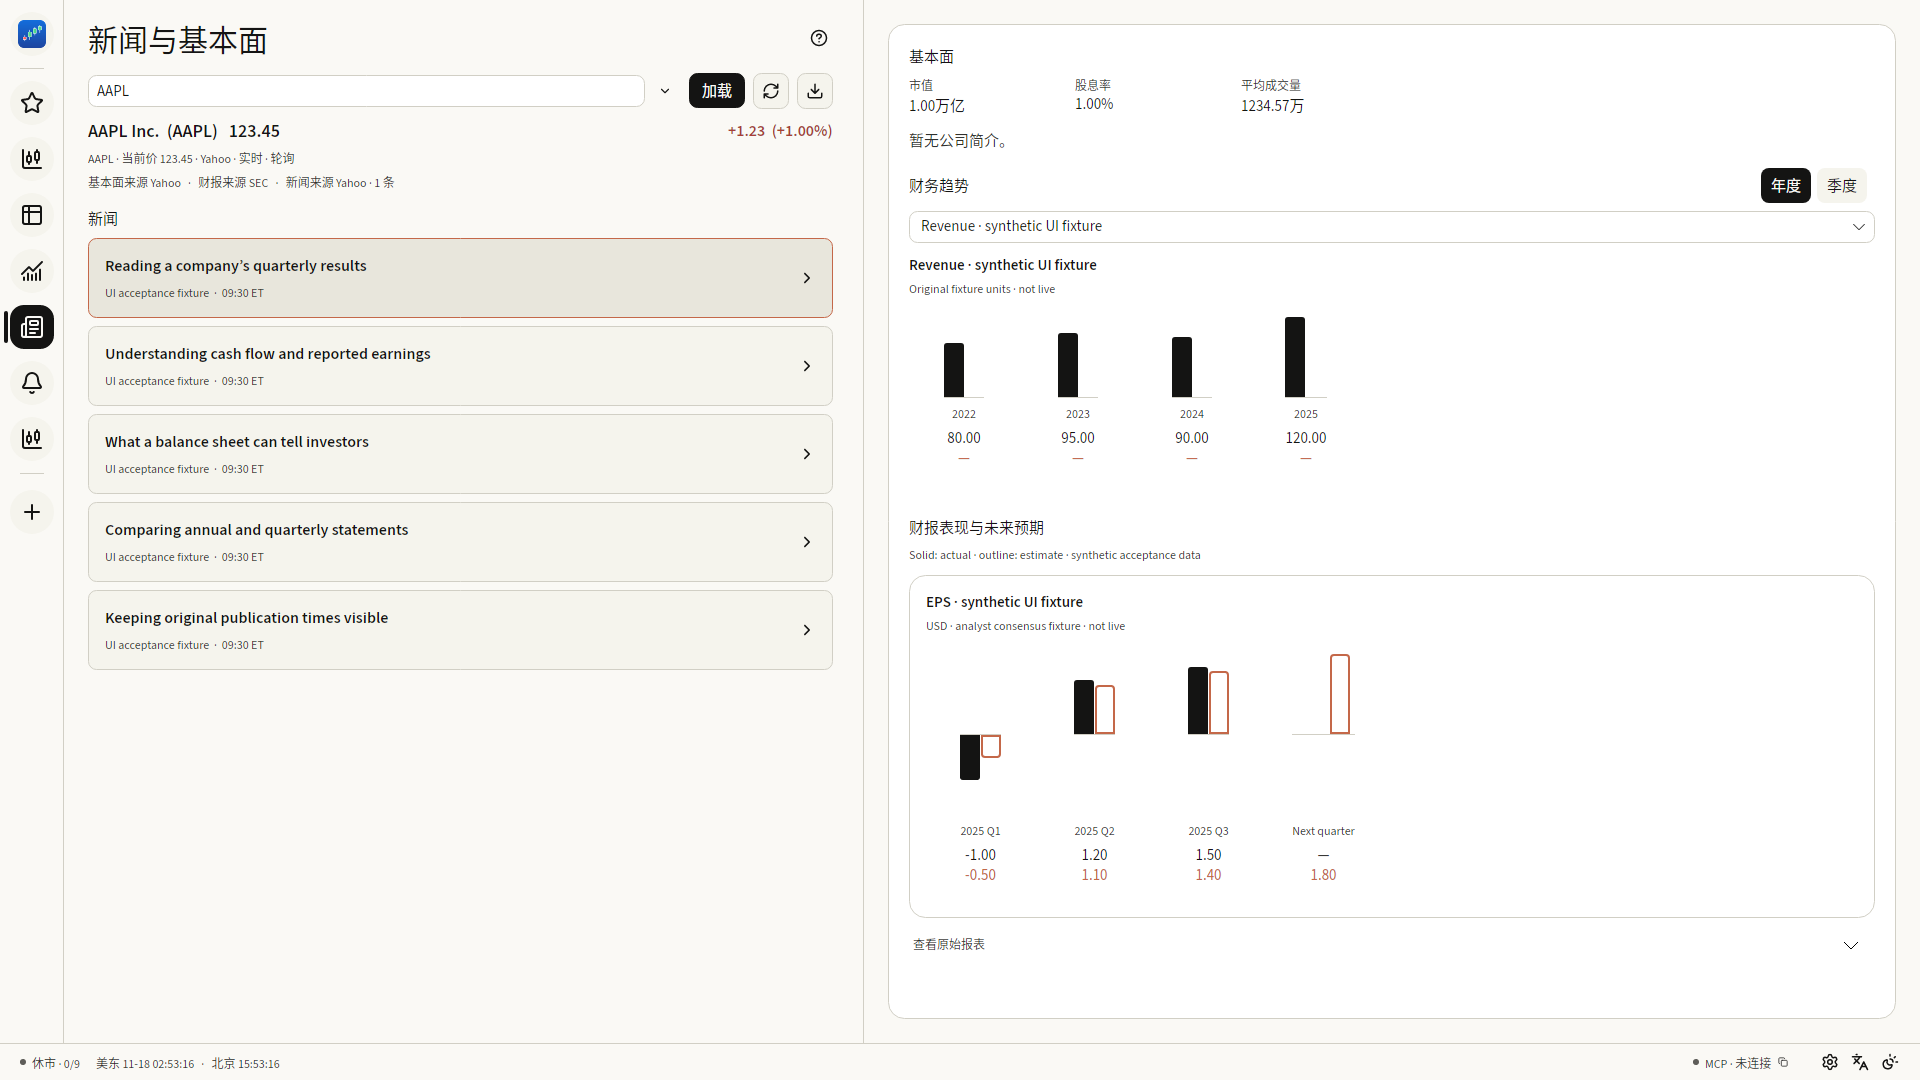 新闻与基本面
AAPL
加载
AAPL Inc. (AAPL) 123.45
+1.23 (+1.00%)
AAPL · 当前价 123.45 · Yahoo · 实时 · 轮询
基本面来源 Yahoo · 财报来源 SEC · 新闻来源 Yahoo · 1 条
新闻
Reading a company’s quarterly results
UI acceptance fixture · 09:30 ET
Understanding cash flow and reported earnings
UI acceptance fixture · 09:30 ET
What a balance sheet can tell investors
UI acceptance fixture · 09:30 ET
Comparing annual and quarterly statements
UI acceptance fixture · 09:30 ET
Keeping original publication times visible
UI acceptance fixture · 09:30 ET
基本面
市值 股息率 平均成交量
1.00万亿 1.00% 1234.57万
暂无公司简介。
财务趋势
年度 季度
Revenue · synthetic UI fixture
Revenue · synthetic UI fixture
Original fixture units · not live
2022 2023 2024 2025
80.00 95.00 90.00 120.00
— — — —
财报表现与未来预期
Solid: actual · outline: estimate · synthetic acceptance data
EPS · synthetic UI fixture
USD · analyst consensus fixture · not live
2025 Q1 2025 Q2 2025 Q3 Next quarter
-1.00 1.20 1.50 —
-0.50 1.10 1.40 1.80
查看原始报表
休市 · 0/9 美东 11-18 02:53:16 · 北京 15:53:16
MCP · 未连接